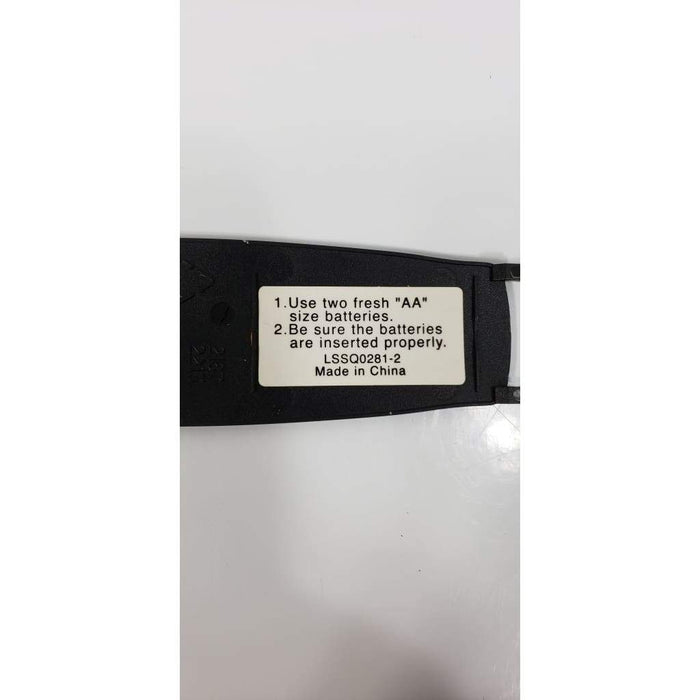 1.Use two fresh "AA"
size batteries.
2.Be sure the batteries
are inserted properly.
LSSQ0281-2
Made in China